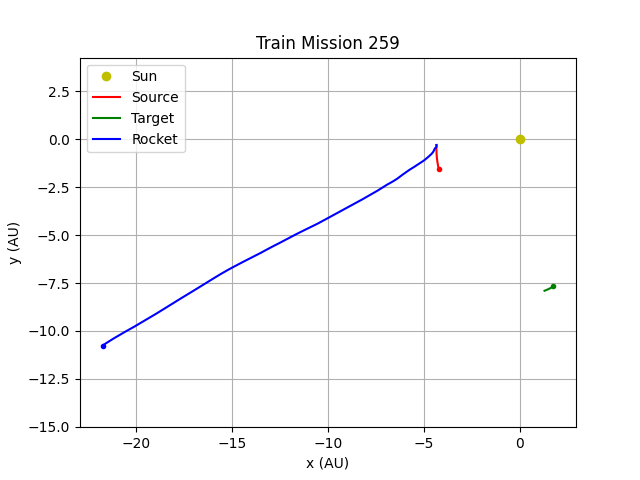 Train Mission 259
Sun
Source
Target
Rocket
2.5
0.0
−2.5
−5.0
−7.5
−10.0
−12.5
−15.0
y (AU)
−20
−15
−10
−5
0
x (AU)